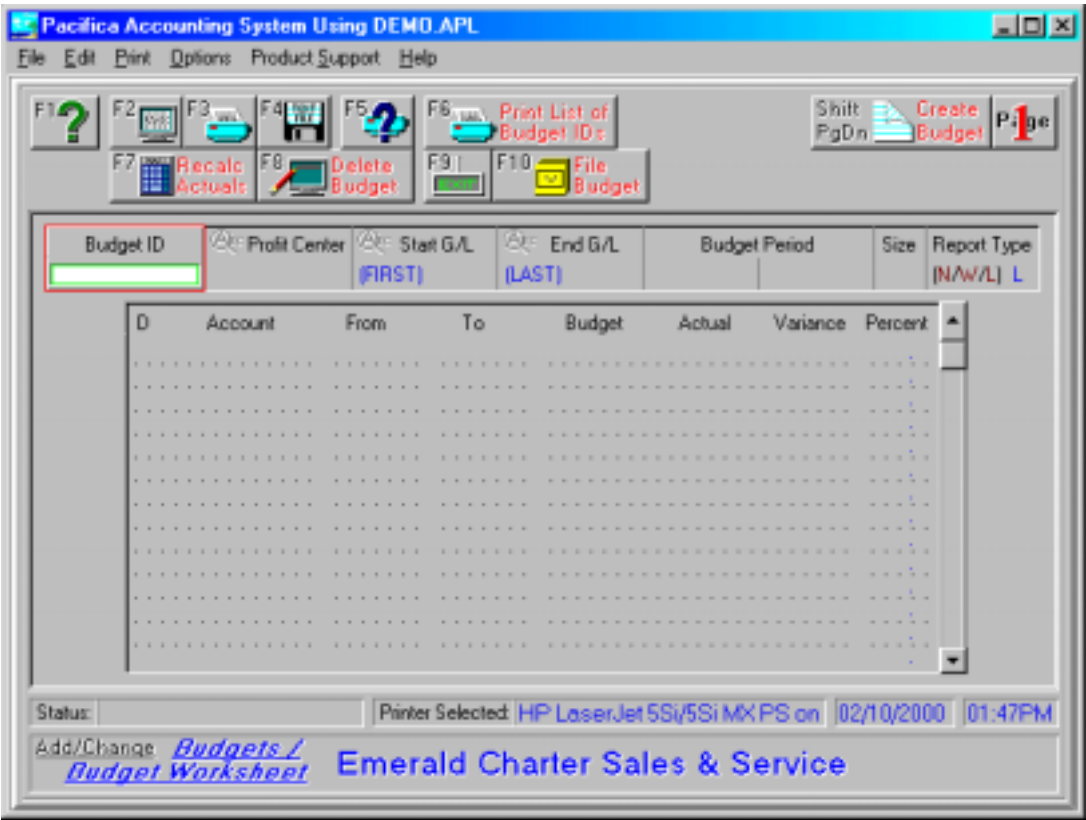 Pacifica Accounting System Using DEMO.APL
File Edit Print Options Product Support Help
F1 F2 F3 F4 F5 F6 Print List of Budget IDs Shift PgDn Create Budget Page 1
F7 Recalc Actuals F8 Delete Budget F9 EXIT F10 File Budget
Budget ID Profit Center Start G/L End G/L Budget Period Size Report Type
(FIRST) (LAST) (N/W/L) L
D Account From To Budget Actual Variance Percent
Status: Printer Selected: HP LaserJet 5Si/5Si MX PS on 02/10/2000 01:47PM
Add/Change Budgets /
Budget Worksheet Emerald Charter Sales & Service